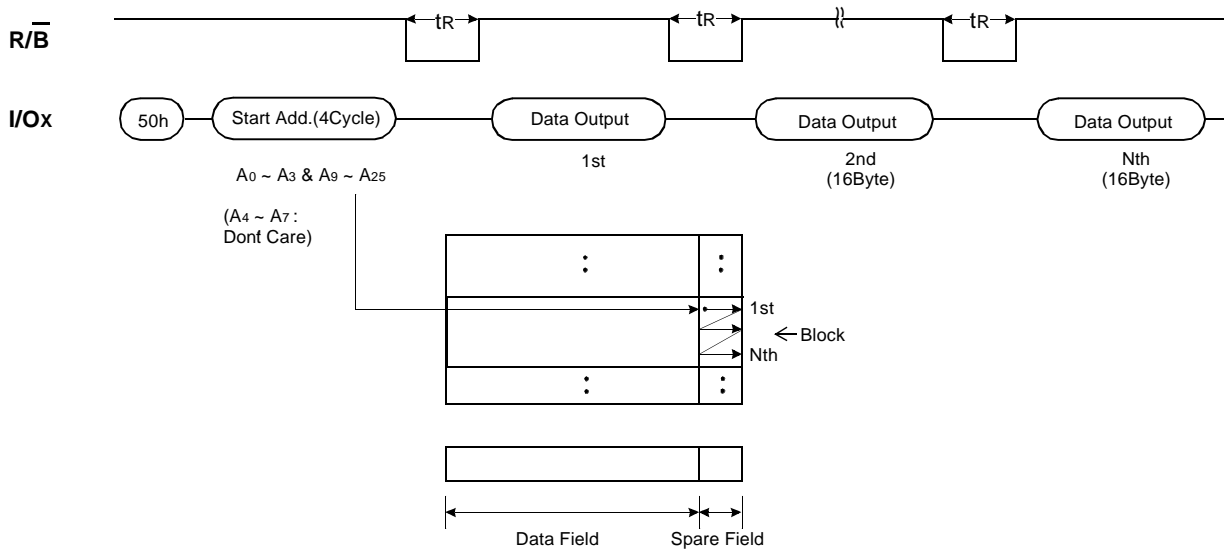 tR tR tR
R/B
I/Ox 50h Start Add.(4Cycle) Data Output Data Output Data Output
1st 2nd Nth
(16Byte) (16Byte)
A0 ~ A3 & A9 ~ A25
(A4 ~ A7 :
Dont Care)
1st
Block
Nth
Data Field Spare Field